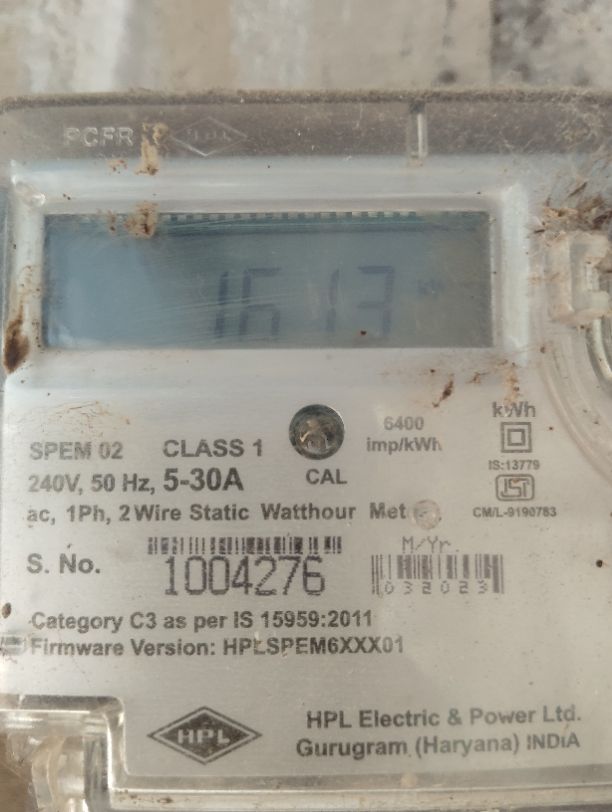 HPL
1613
6400
imp/kWh
kWh
SPEM 02 CLASS 1
CAL
IS:13779
240V, 50 Hz, 5-30A
ISI
CM/L-9190783
ac, 1Ph, 2 Wire Static Watthour
M/Yr.
S. No. 1004276
032023
Category C3 as per IS 15959:2011
Firmware Version: HPLSPEM6XXX01
HPL
HPL Electric & Power Ltd.
Gurugram (Haryana) INDIA